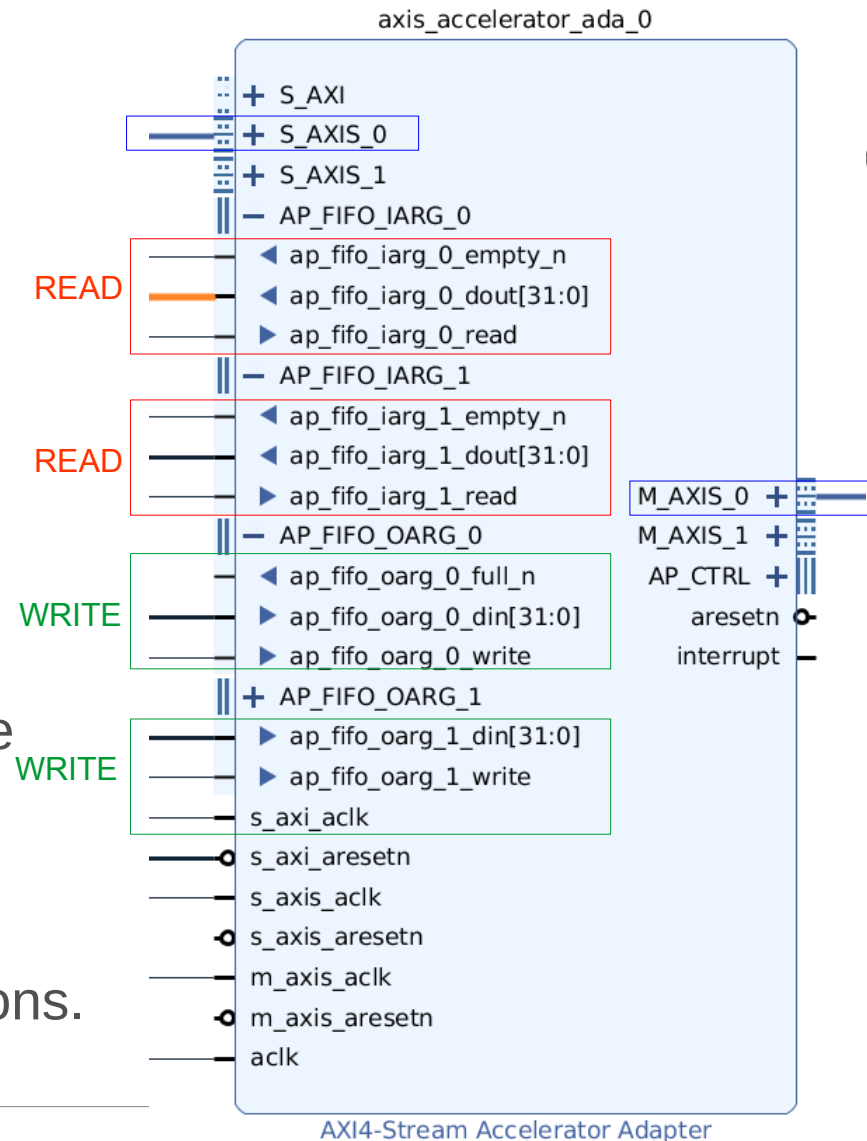 axis_accelerator_ada_0
+ S_AXI
+ S_AXIS_0
+ S_AXIS_1
− AP_FIFO_IARG_0
ap_fifo_iarg_0_empty_n
READ
ap_fifo_iarg_0_dout[31:0]
ap_fifo_iarg_0_read
− AP_FIFO_IARG_1
ap_fifo_iarg_1_empty_n
READ
ap_fifo_iarg_1_dout[31:0]
ap_fifo_iarg_1_read
M_AXIS_0 +
− AP_FIFO_OARG_0
M_AXIS_1 +
ap_fifo_oarg_0_full_n
AP_CTRL +
WRITE
ap_fifo_oarg_0_din[31:0]
aresetn
ap_fifo_oarg_0_write
interrupt
+ AP_FIFO_OARG_1
e
ap_fifo_oarg_1_din[31:0]
WRITE
ap_fifo_oarg_1_write
s_axi_aclk
s_axi_aresetn
s_axis_aclk
s_axis_aresetn
m_axis_aclk
ons.
m_axis_aresetn
aclk
AXI4-Stream Accelerator Adapter